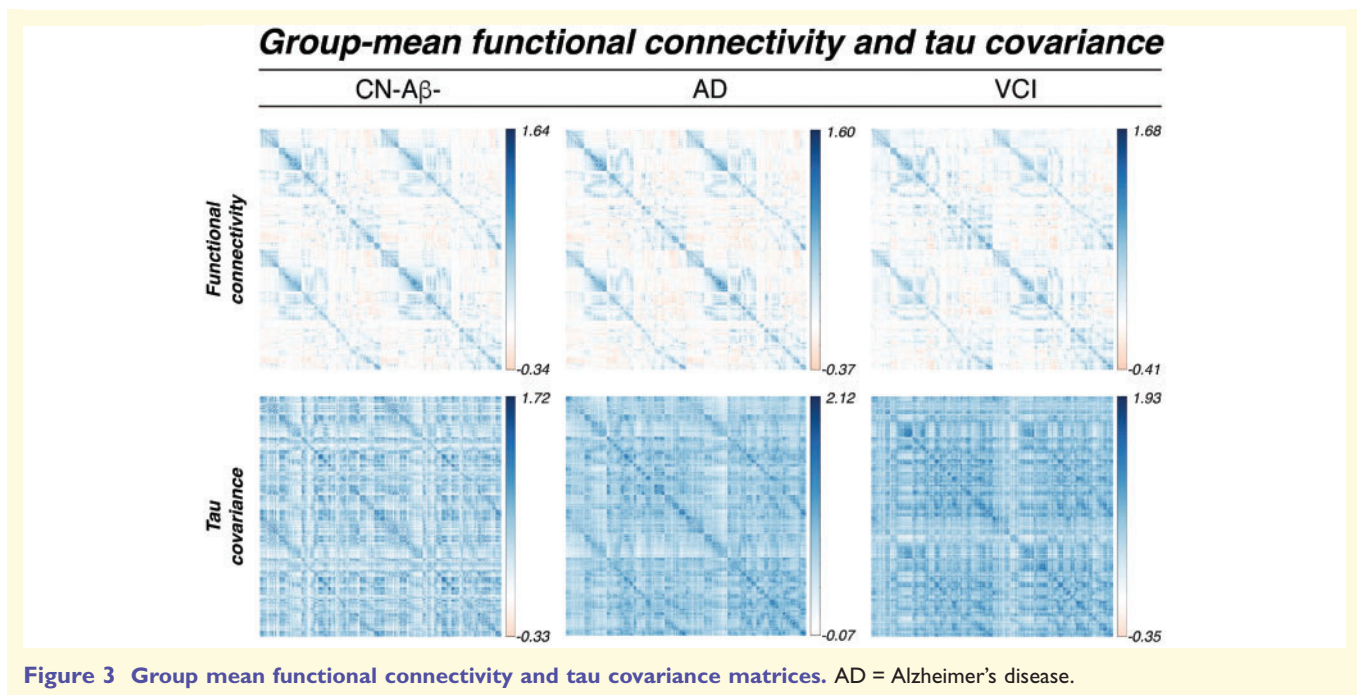 Group-mean functional connectivity and tau covariance
CN-Aβ- AD VCI
Functional
connectivity
1.64
-0.34
1.60
-0.37
1.68
-0.41
Tau
covariance
1.72
-0.33
2.12
-0.07
1.93
-0.35
Figure 3 Group mean functional connectivity and tau covariance matrices. AD = Alzheimer's disease.